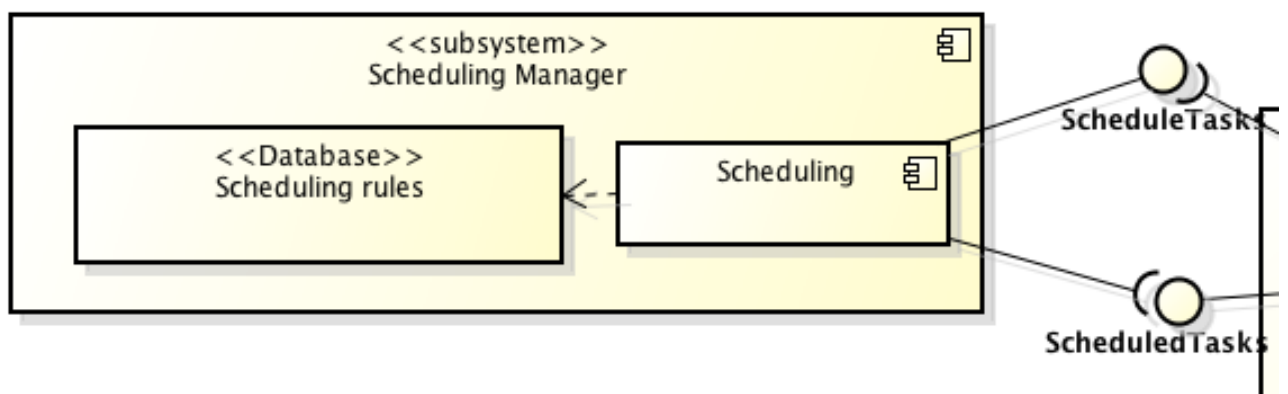 <<subsystem>>
Scheduling Manager
<<Database>>
Scheduling rules
Scheduling
ScheduleTasks
ScheduledTasks